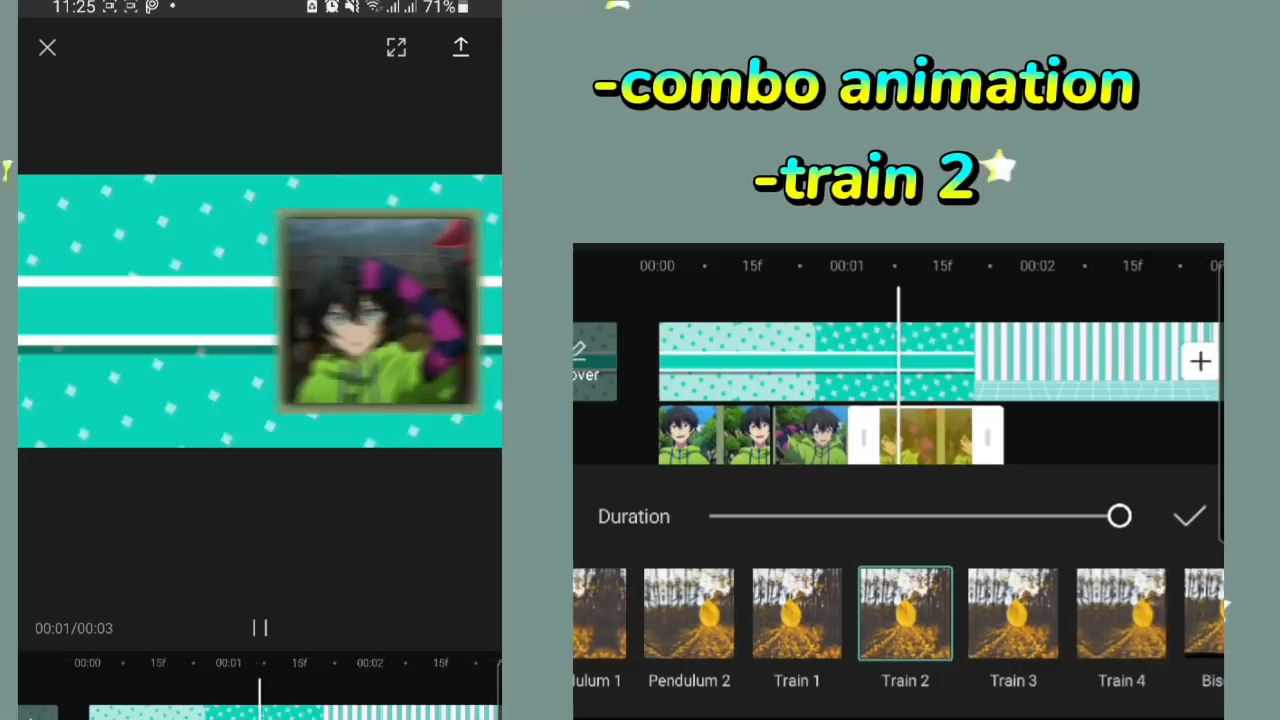 11:25
71%
-combo animation
-train 2
00:00 15f 00:01 15f 00:02 15f
over
Duration
lulum 1 Pendulum 2 Train 1 Train 2 Train 3 Train 4 Bis
00:01/00:03
00:00 15f 00:01 15f 00:02 15f